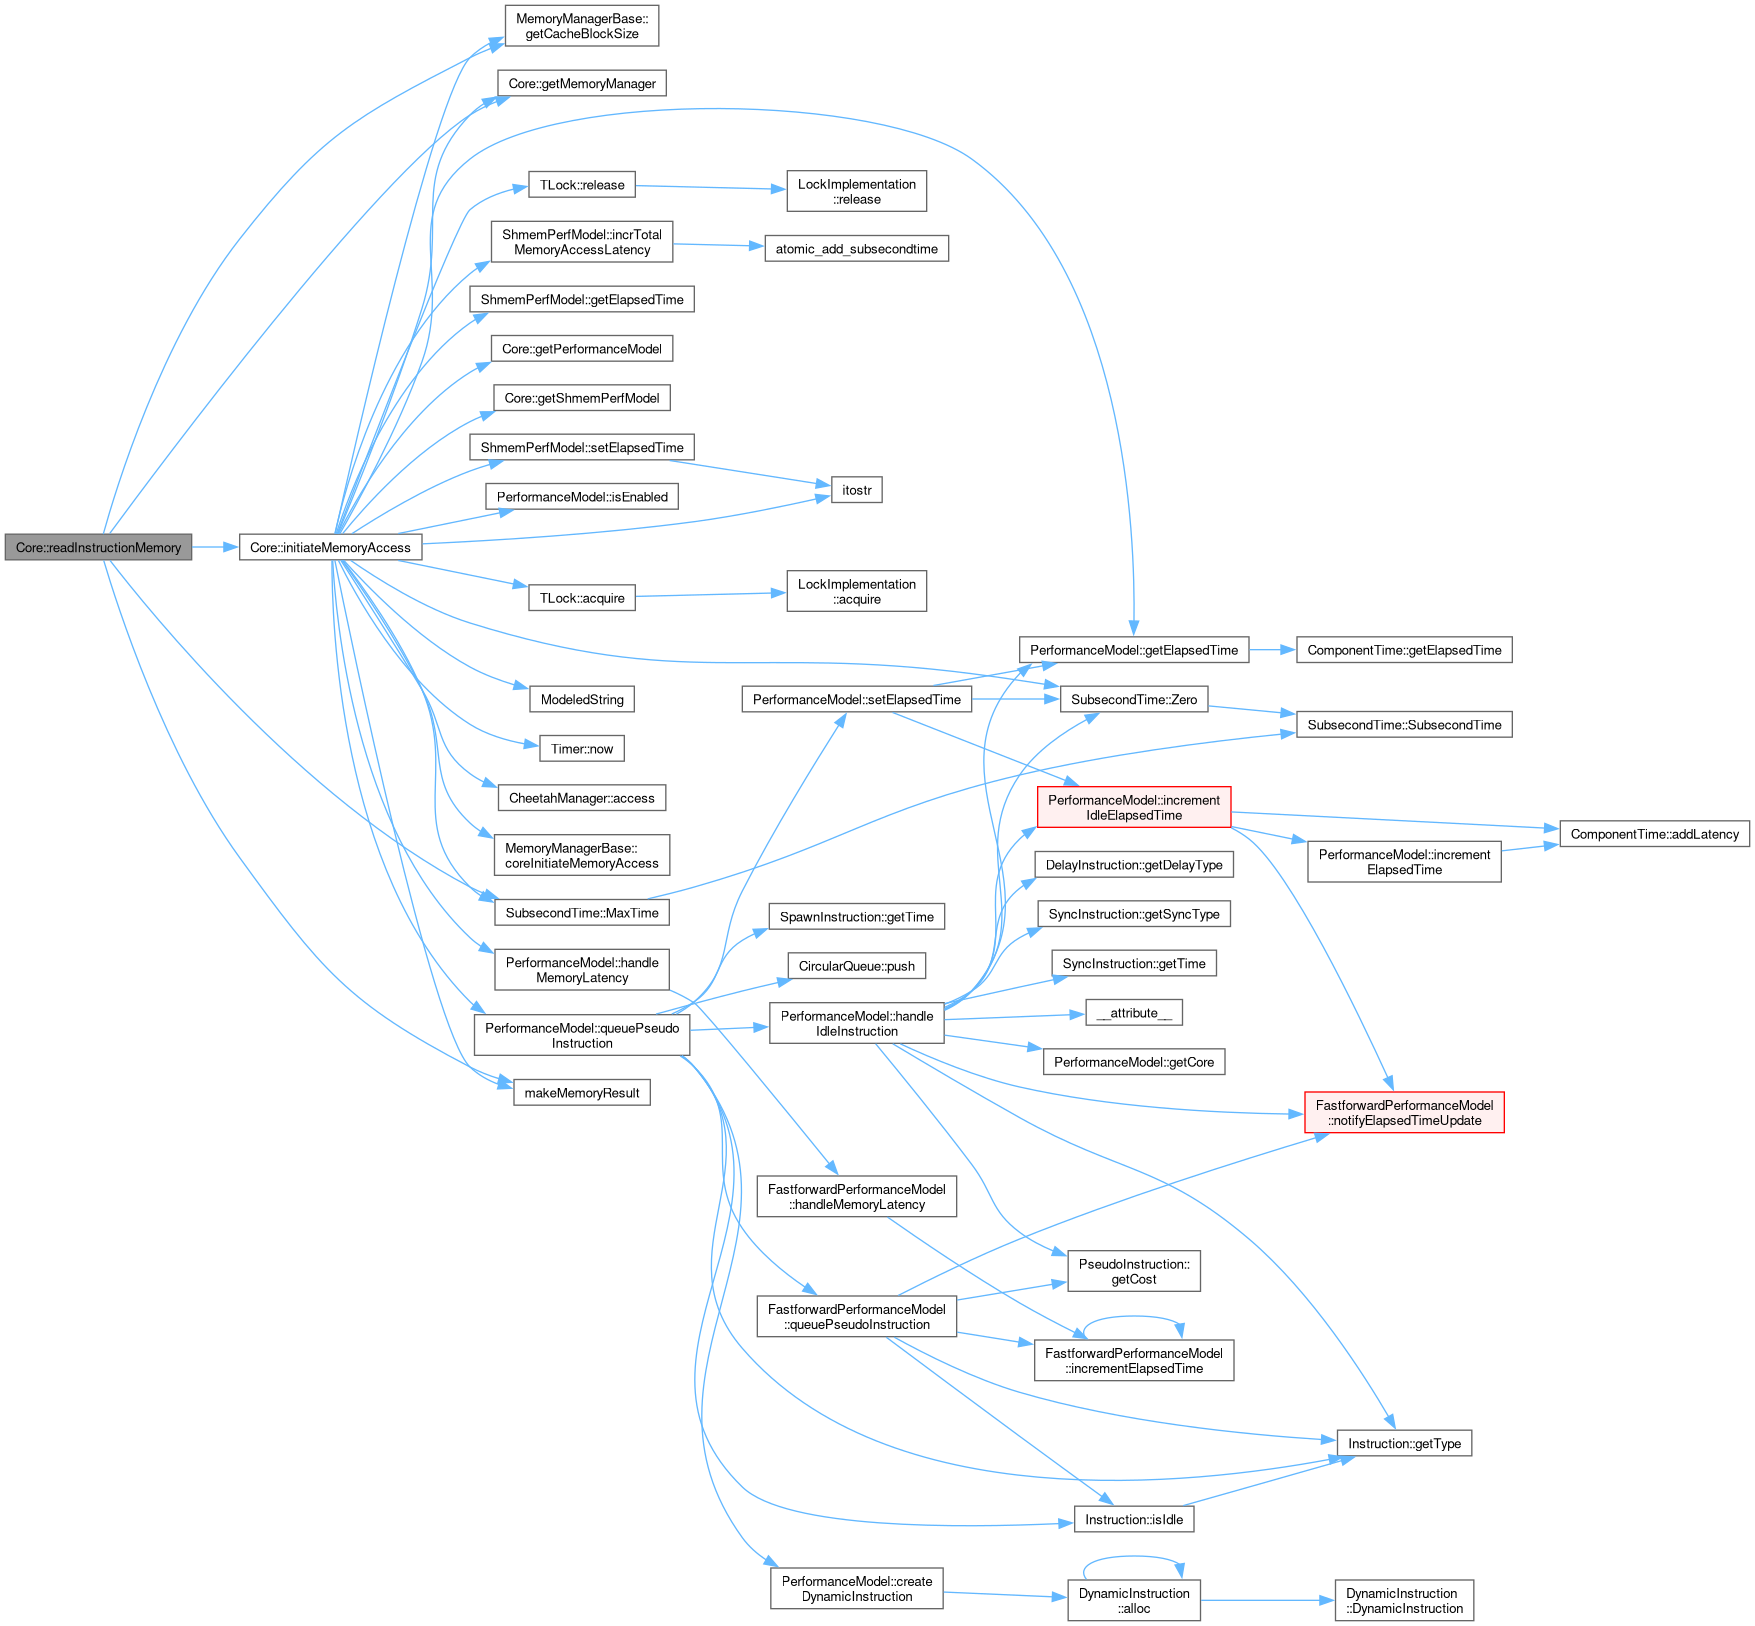 MemoryManagerBase::
getCacheBlockSize
Core::getMemoryManager
TLock::release
LockImplementation
::release
ShmemPerfModel::incrTotal
MemoryAccessLatency
atomic_add_subsecondtime
ShmemPerfModel::getElapsedTime
Core::getPerformanceModel
Core::getShmemPerfModel
ShmemPerfModel::setElapsedTime
PerformanceModel::isEnabled
itostr
Core::readInstructionMemory
Core::initiateMemoryAccess
TLock::acquire
LockImplementation
::acquire
PerformanceModel::getElapsedTime
ComponentTime::getElapsedTime
ModeledString
PerformanceModel::setElapsedTime
SubsecondTime::Zero
SubsecondTime::SubsecondTime
Timer::now
CheetahManager::access
PerformanceModel::increment
IdleElapsedTime
ComponentTime::addLatency
MemoryManagerBase::
coreInitiateMemoryAccess
DelayInstruction::getDelayType
PerformanceModel::increment
ElapsedTime
SubsecondTime::MaxTime
SpawnInstruction::getTime
SyncInstruction::getSyncType
PerformanceModel::handle
MemoryLatency
CircularQueue::push
SyncInstruction::getTime
PerformanceModel::queuePseudo
Instruction
PerformanceModel::handle
IdleInstruction
__attribute__
PerformanceModel::getCore
makeMemoryResult
FastforwardPerformanceModel
::notifyElapsedTimeUpdate
FastforwardPerformanceModel
::handleMemoryLatency
PseudoInstruction::
getCost
FastforwardPerformanceModel
::queuePseudoInstruction
FastforwardPerformanceModel
::incrementElapsedTime
Instruction::getType
Instruction::isIdle
PerformanceModel::create
DynamicInstruction
DynamicInstruction
::alloc
DynamicInstruction
::DynamicInstruction